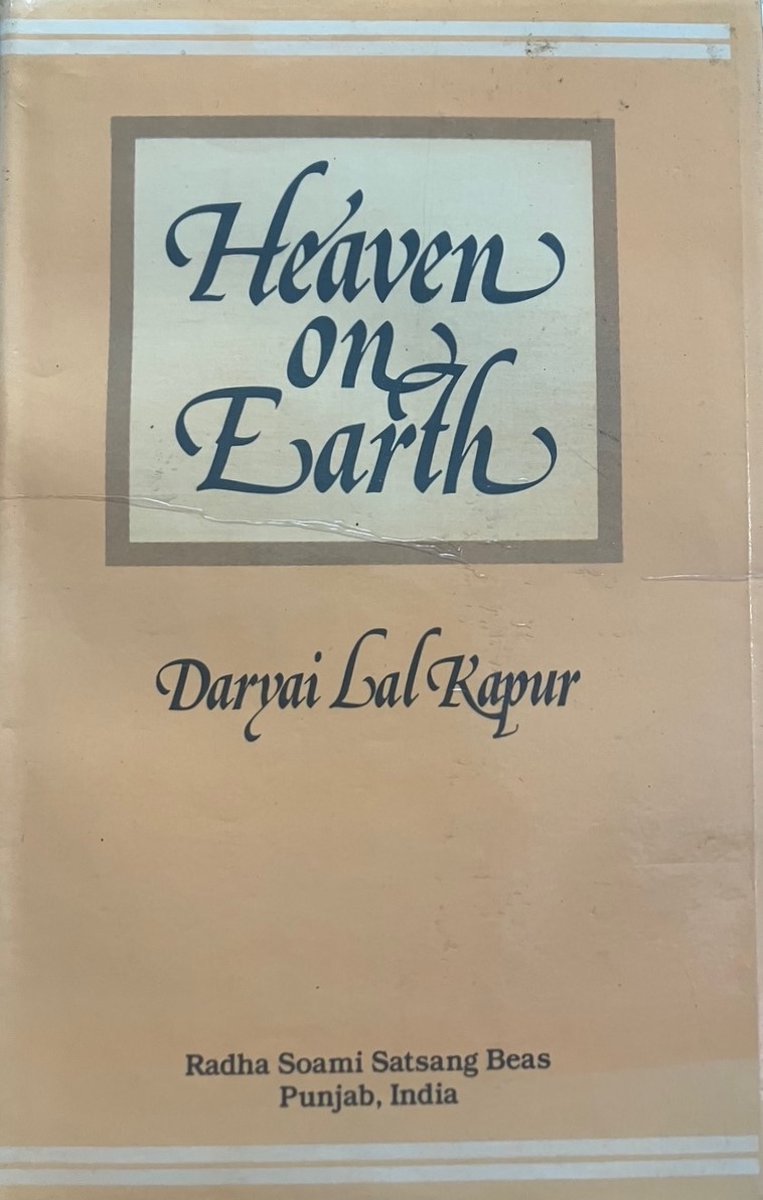 Heaven
on
Earth
Daryai Lal Kapur
Radha Soami Satsang Beas
Punjab, India